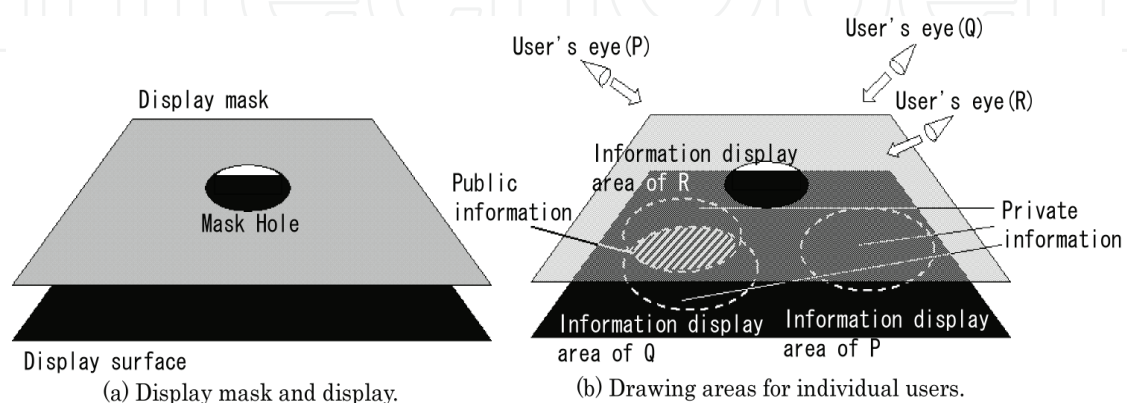 Display mask
Mask Hole
Display surface
(a) Display mask and display.
User's eye(P)
User's eye(Q)
User's eye(R)
Information display
area of R
Public
information
Private
information
Information display
area of Q
Information display
area of P
(b) Drawing areas for individual users.